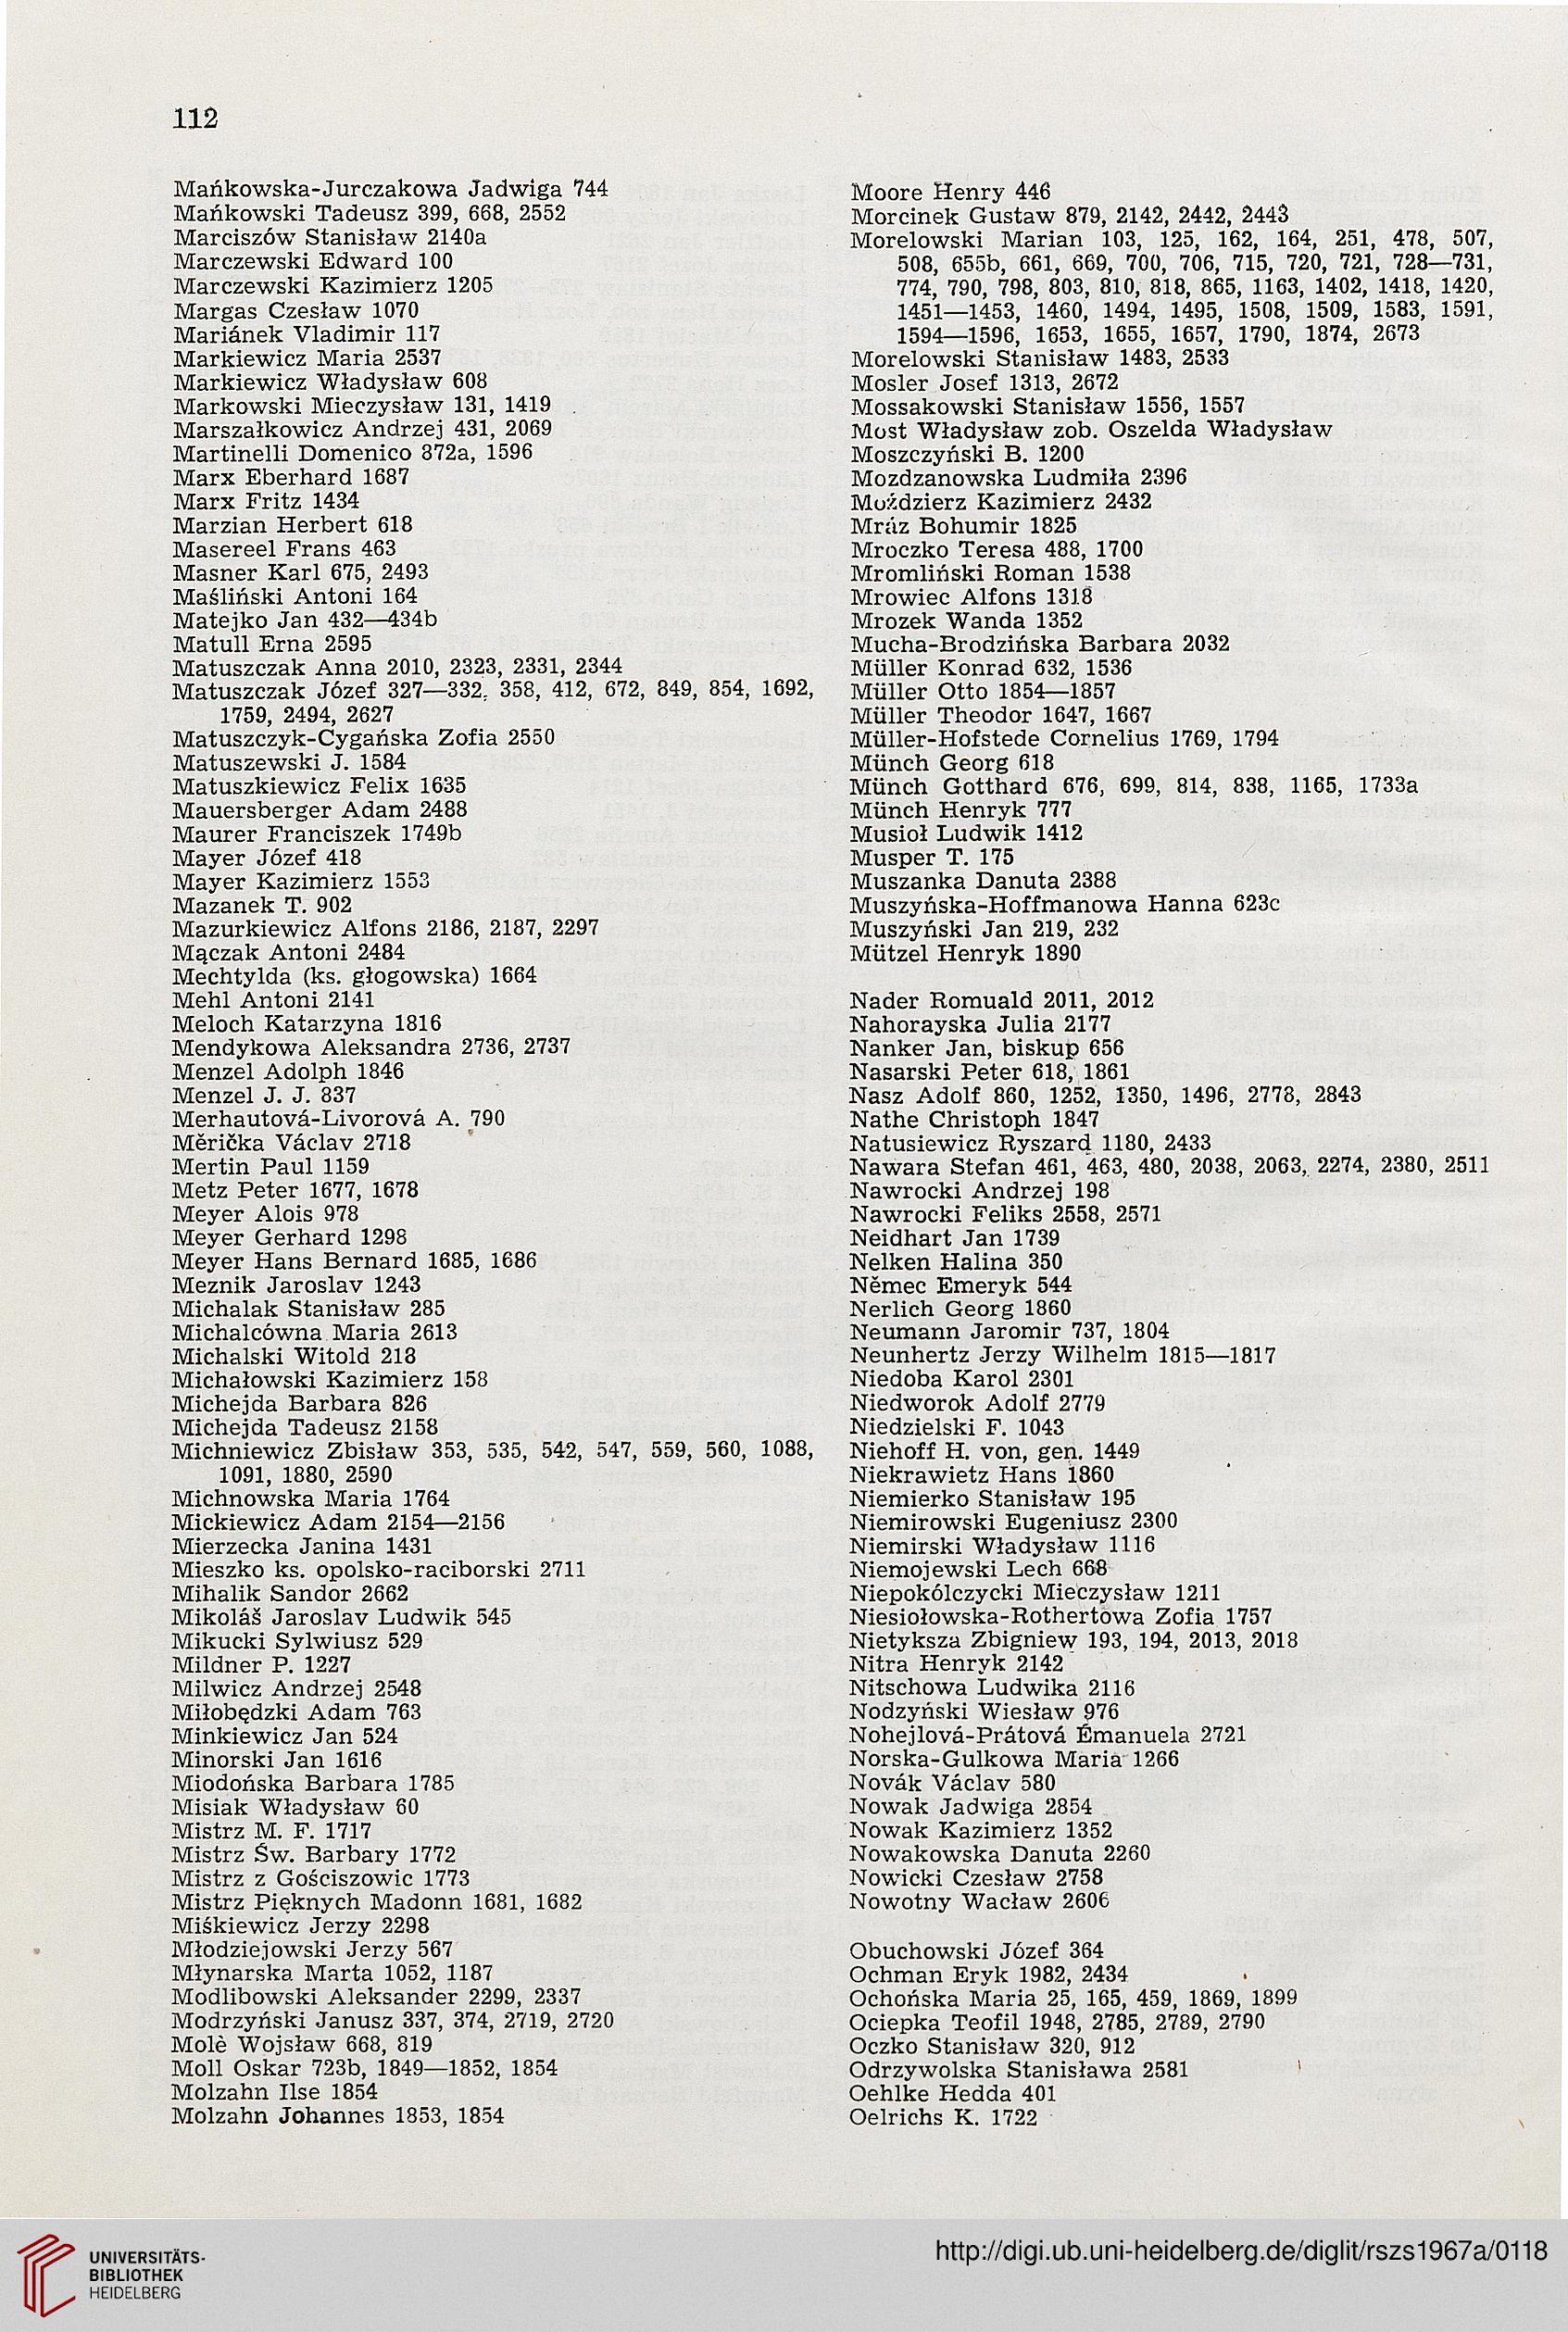 112
Mańkowska-Jurczakowa Jadwiga 744
Mańkowski Tadeusz 399, 668, 2552
Marciszów Stanisław 2140a
Marczewski Edward 100
Marczewski Kazimierz 1205
Margas Czesław 1070
Mariánek Vladimir 117
Markiewicz Maria 2537
Markiewicz Władysław 608
Markowski Mieczysław 131, 1419
Marszałkowicz Andrzej 431, 2069
Martinelli Domenico 872a, 1596
Marx Eberhard 1687
Marx Fritz 1434
Marzian Herbert 618
Masereel Frans 463
Masner Karl 675, 2493
Maśliński Antoni 164
Matejko Jan 432—434b
Matull Erna 2595
Matuszczak Anna 2010, 2323, 2331, 2344
Matuszczak Józef 327—332, 358, 412, 672, 849, 854, 1692,
1759, 2494, 2627
Matuszczyk-Cygańska Zofia 2550
Matuszewski J. 1584
Matuszkiewicz Felix 1635
Mauersberger Adam 2488
Maurer Franciszek 1749b
Mayer Józef 418
Mayer Kazimierz 1553
Mazanek T. 902
Mazurkiewicz Alfons 2186, 2187, 2297
Mączak Antoni 2484
Mechtylda (ks. głogowska) 1664
Mehl Antoni 2141
Meloch Katarzyna 1816
Mendykowa Aleksandra 2736, 2737
Menzel Adolph 1846
Menzel J. J. 837
Merhautová-Livorová A. 790
Měrička Václav 2718
Mertin Paul 1159
Metz Peter 1677, 1678
Meyer Alois 978
Meyer Gerhard 1298
Meyer Hans Bernard 1685, 1686
Meznik Jaroslav 1243
Michalak Stanisław 285
Michalcówna Maria 2613
Michalski Witold 218
Michałowski Kazimierz 158
Michejda Barbara 826
Michejda Tadeusz 2158
Michniewicz Zbisław 353, 535, 542, 547, 559, 560, 1088,
1091, 1880, 2590
Michnowska Maria 1764
Mickiewicz Adam 2154—2156
Mierzecka Janina 1431
Mieszko ks. opolsko-raciborski 2711
Mihalik Sandor 2662
Mikoláš Jaroslav Ludwik 545
Mikucki Sylwiusz 529
Mildner P. 1227
Milwicz Andrzej 2548
Miłobędzki Adam 763
Minkiewicz Jan 524
Minorski Jan 1616
Miodońska Barbara 1785
Misiak Władysław 60
Mistrz M. F. 1717
Mistrz Św. Barbary 1772
Mistrz z Gościszowic 1773
Mistrz Pięknych Madonn 1681, 1682
Miśkiewicz Jerzy 2298
Młodziejowski Jerzy 567
Młynarska Marta 1052, 1187
Modlibowski Aleksander 2299, 2337
Modrzyński Janusz 337, 374, 2719, 2720
Molè Wojsław 668, 819
Moll Oskar 723b, 1849—1852, 1854
Molzahn Ilse 1854
Molzahn Johannes 1853, 1854
Moore Henry 446
Morcinek Gustaw 879, 2142, 2442, 2443
Morelowski Marian 103, 125, 162, 164, 251, 478, 507,
508, 655b, 661, 669, 700, 706, 715, 720, 721, 728—731,
774, 790, 798, 803, 810, 818, 865, 1163, 1402, 1418, 1420,
1451—1453, 1460, 1494, 1495, 1508, 1509, 1583, 1591,
1594—1596, 1653, 1655, 1657, 1790, 1874, 2673
Morelowski Stanisław 1483, 2533
Mosler Josef 1313, 2672
Mossakowski Stanisław 1556, 1557
Most Władysław zob. Oszelda Władysław
Moszczyński B. 1200
Mozdzanowska Ludmiła 2396
Moździerz Kazimierz 2432
Mráz Bohumir 1825
Mroczko Teresa 488, 1700
Mromliński Roman 1538
Mrowiec Alfons 1318
Mrozek Wanda 1352
Mucha-Brodzińska Barbara 2032
Müller Konrad 632, 1536
Müller Otto 1854—1857
Müller Theodor 1647, 1667
Müller-Hofstede Cornelius 1769, 1794
Münch Georg 618
Münch Gotthard 676, 699, 814, 838, 1165, 1733a
Münch Henryk 777
Musioł Ludwik 1412
Musper T. 175
Muszanka Danuta 2388
Muszyńska-Hoffmanowa Hanna 623c
Muszyński Jan 219, 232
Mützel Henryk 1890
Nader Romuald 2011, 2012
Nahorayska Julia 2177
Nanker Jan, biskup 656
Nasarski Peter 618, 1861
Nasz Adolf 860, 1252, 1350, 1496, 2778, 2843
Nathe Christoph 1847
Natusiewicz Ryszard 1180, 2433
Nawara Stefan 461, 463, 480, 2038, 2063, 2274, 2380, 2511
Nawrocki Andrzej 198
Nawrocki Feliks 2558, 2571
Neidhart Jan 1739
Nelken Halina 350
Němec Emeryk 544
Nerlich Georg 1860
Neumann Jaromir 737, 1804
Neunhertz Jerzy Wilhelm 1815—1817
Niedoba Karol 2301
Niedworok Adolf 2779
Niedzielski F. 1043
Niehoff H. von, gen. 1449
Niekrawietz Hans 1860
Niemierko Stanisław 195
Niemirowski Eugeniusz 2300
Niemirski Władysław 1116
Niemojewski Lech 668
Niepokólczycki Mieczysław 1211
Niesiołowska-Rothertowa Zofia 1757
Nietyksza Zbigniew 193, 194, 2013, 2018
Nitra Henryk 2142
Nitschowa Ludwika 2116
Nodzyński Wiesław 976
Nohejlová-Prátová Émanuela 2721
Norska-Gulkowa Maria 1266
Novák Václav 580
Nowak Jadwiga 2854
Nowak Kazimierz 1352
Nowakowska Danuta 2260
Nowicki Czesław 2758
Nowotny Wacław 2606
Obuchowski Józef 364
Ochman Eryk 1982, 2434
Ochońska Maria 25, 165, 459, 1869, 1899
Ociepka Teofil 1948, 2785, 2789, 2790
Oczko Stanisław 320, 912
Odrzywolska Stanisława 2581
Oehlke Hedda 401
Oelrichs K. 1722
UNIVERSITÄTS-
BIBLIOTHEK
HEIDELBERG
http://digi.ub.uni-heidelberg.de/diglit/rszs1967a/0118